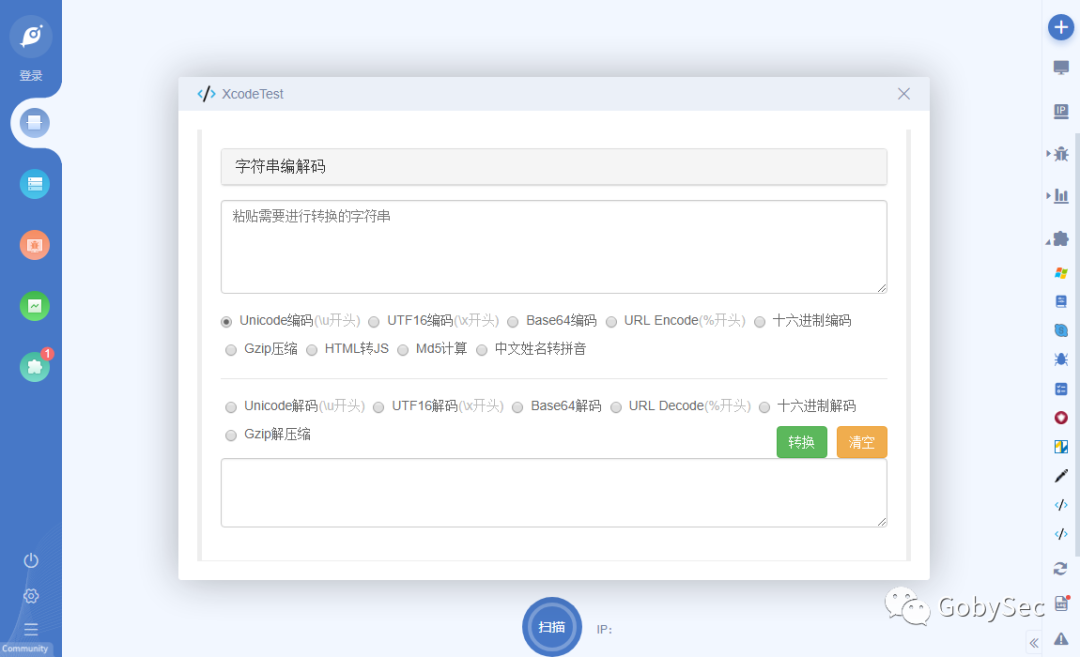 登录
XcodeTest
字符串编解码
粘贴需要进行转换的字符串
Unicode编码(\u开头) UTF16编码(\x开头) Base64编码 URL Encode(%开头) 十六进制编码
Gzip压缩 HTML转JS Md5计算 中文姓名转拼音
Unicode解码(\u开头) UTF16解码(\x开头) Base64解码 URL Decode(%开头) 十六进制解码
Gzip解压缩
转换 清空
1
IP
扫描 IP:
GobySec
Community